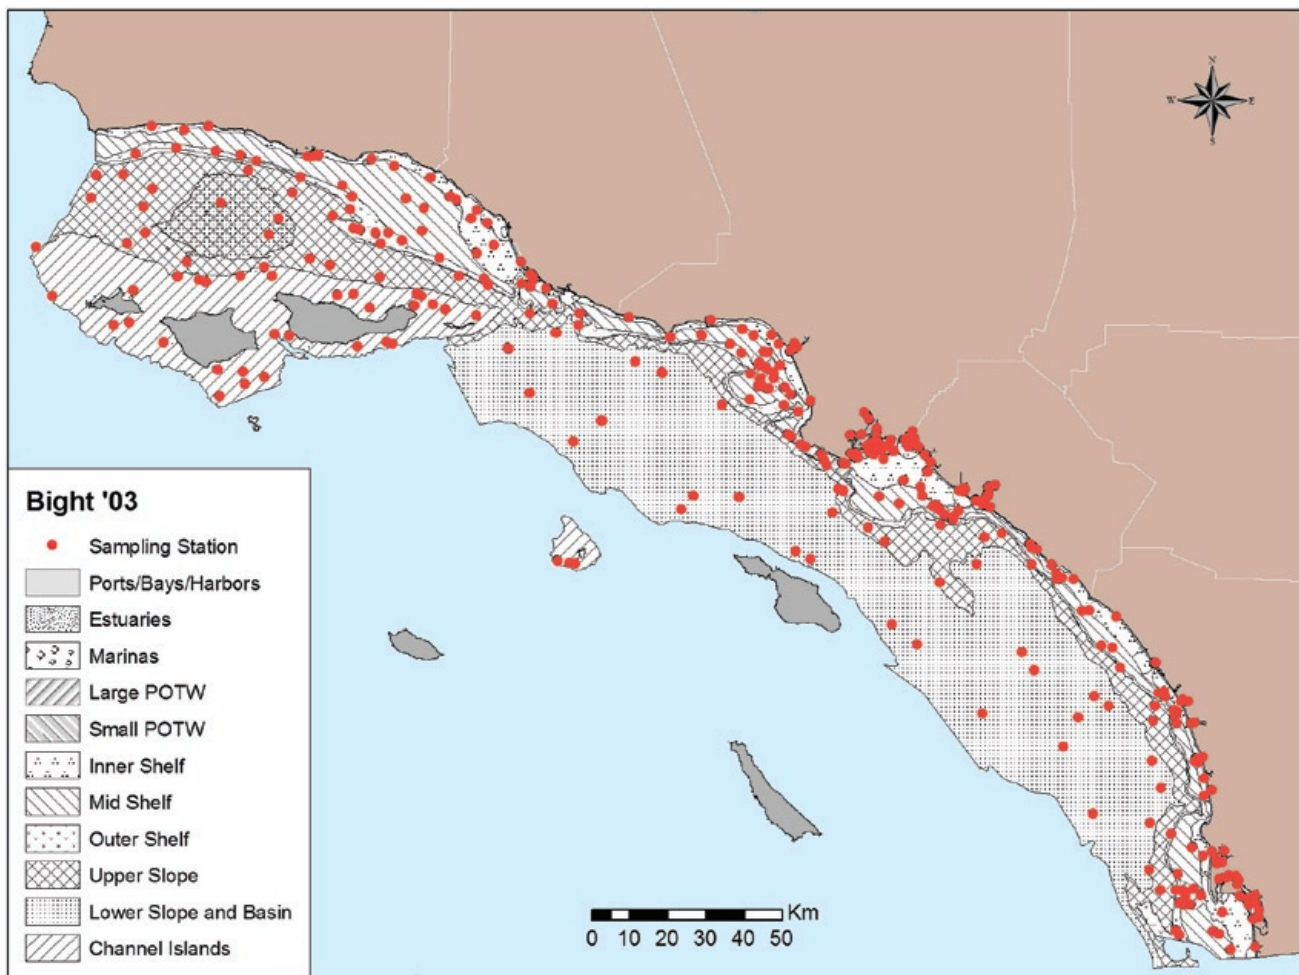 N
W
E
S
Bight '03
Sampling Station
Ports/Bays/Harbors
Estuaries
Marinas
Large POTW
Small POTW
Inner Shelf
Mid Shelf
Outer Shelf
Upper Slope
Lower Slope and Basin
Channel Islands
Km
0 10 20 30 40 50